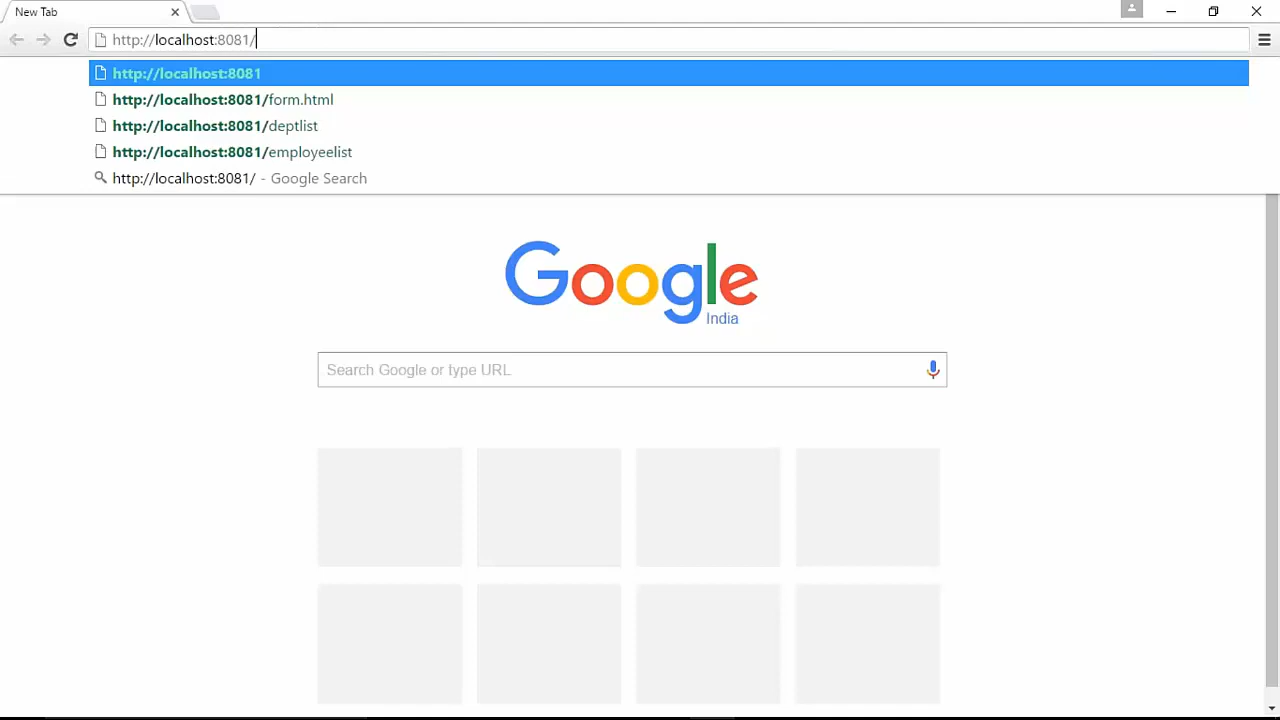 New Tab
http://localhost:8081/
http://localhost:8081
http://localhost:8081/form.html
http://localhost:8081/deptlist
http://localhost:8081/employeelist
http://localhost:8081/ - Google Search
Google
India
Search Google or type URL